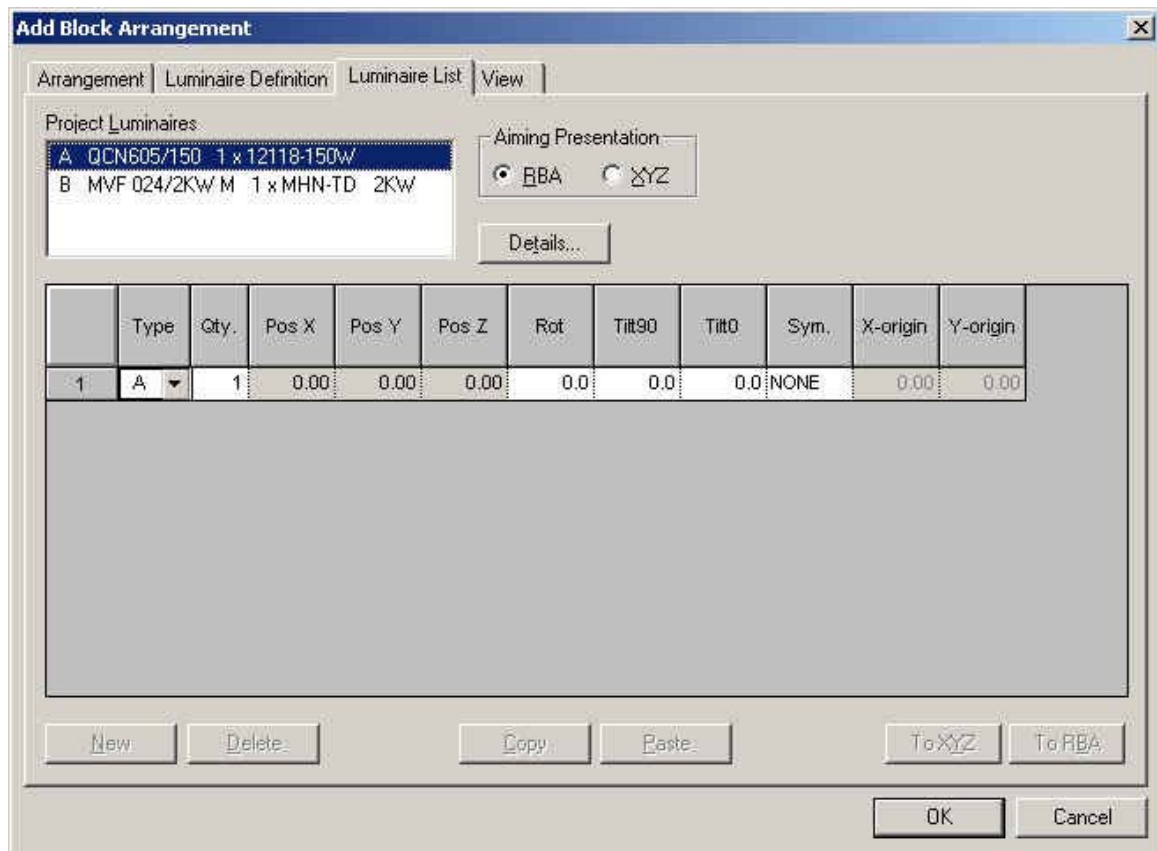 Add Block Arrangement
Arrangement Luminaire Definition Luminaire List View
Project Luminaires
A QCN605/150 1 x 12118-150W
B MVF 024/2KW M 1 x MHN-TD 2KW
Aiming Presentation
RBA XYZ
Details...
Type Qty. Pos X Pos Y Pos Z Rot Tilt90 Tilt0 Sym. X-origin Y-origin
1 A 1 0.00 0.00 0.00 0.0 0.0 0.0 NONE 0.00 0.00
New Delete Copy Paste To XYZ To RBA
OK Cancel